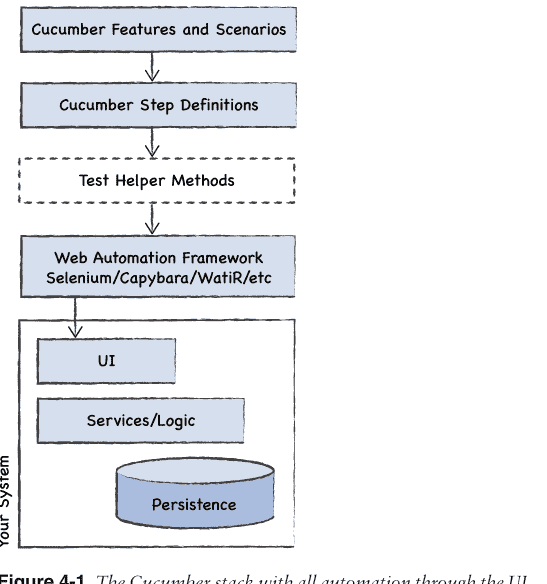 Cucumber Features and Scenarios
Cucumber Step Definitions
Test Helper Methods
Web Automation Framework
Selenium/Capybara/WatiR/etc
UI
Services/Logic
Persistence
Your System
Figure 4-1 The Cucumber stack with all automation through the UI